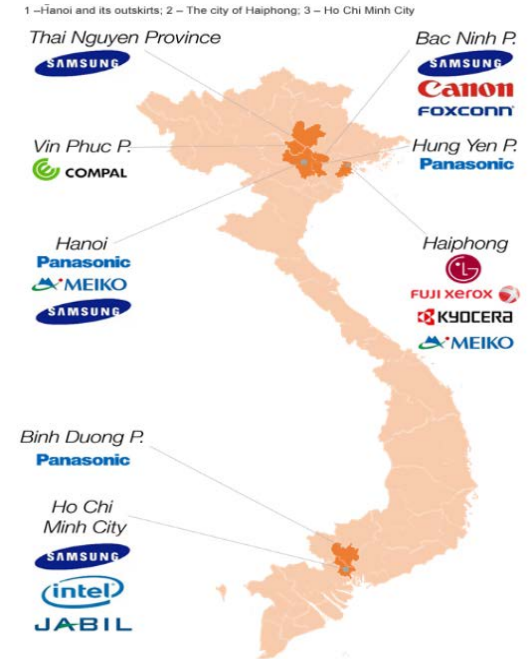 1 –Hanoi and its outskirts; 2 – The city of Haiphong; 3 – Ho Chi Minh City
Thai Nguyen Province
SAMSUNG
Bac Ninh P.
SAMSUNG
Canon
FOXCONN
Vin Phuc P.
COMPAL
Hung Yen P.
Panasonic
Hanoi
Panasonic
MEIKO
SAMSUNG
Haiphong
LG
FUJI xerox
KYOCERA
MEIKO
Binh Duong P.
Panasonic
Ho Chi
Minh City
SAMSUNG
intel
JABIL